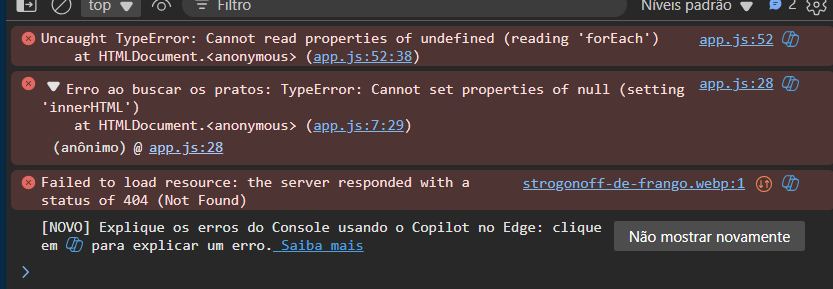 top Filtro Níveis padrão 2
Uncaught TypeError: Cannot read properties of undefined (reading 'forEach') app.js:52
at HTMLDocument.<anonymous> (app.js:52:38)
Erro ao buscar os pratos: TypeError: Cannot set properties of null (setting app.js:28
'innerHTML')
at HTMLDocument.<anonymous> (app.js:7:29)
(anônimo) @ app.js:28
Failed to load resource: the server responded with a strogonoff-de-frango.webp:1
status of 404 (Not Found)
[NOVO] Explique os erros do Console usando o Copilot no Edge: clique
em para explicar um erro. Saiba mais
Não mostrar novamente